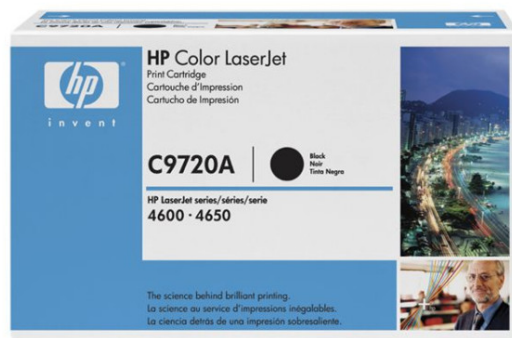 C9720A
hp
invent
HP Color LaserJet
Print Cartridge
Cartouche d'Impression
Cartucho de Impresión
C9720A
Black
Noir
Tinta Negra
HP LaserJet series/séries/serie
4600 · 4650
The science behind brilliant printing.
La science au service d'impressions inégalables.
La ciencia detrás de una impresión sobresaliente.